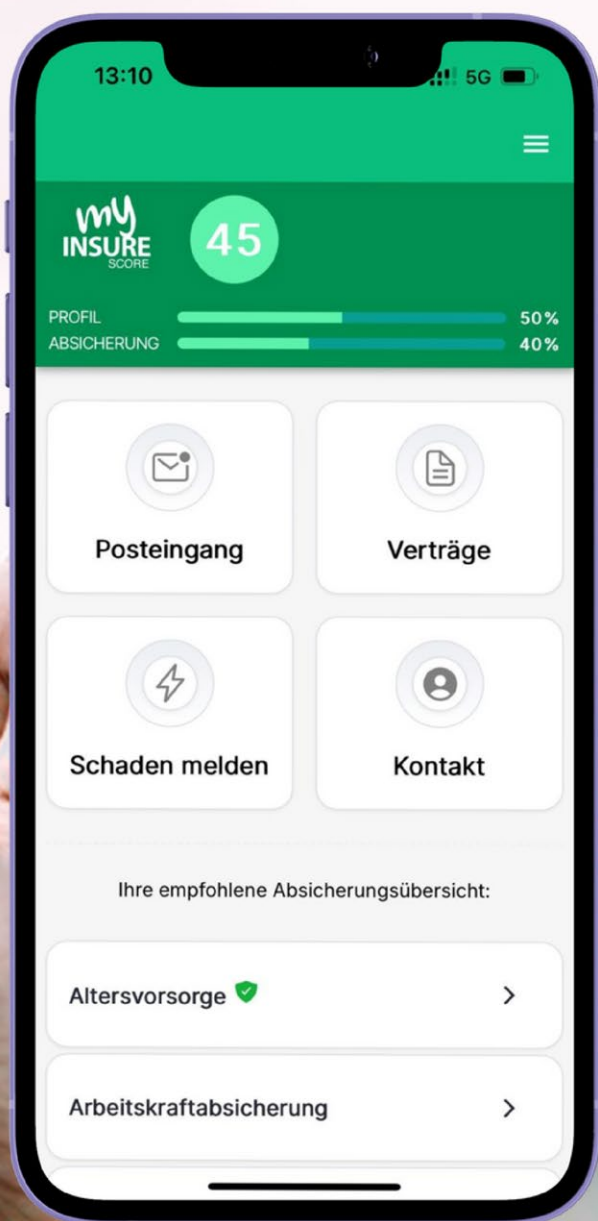 13:10
5G
my
INSURE
SCORE
45
PROFIL 50%
ABSICHERUNG 40%
Posteingang
Verträge
Schaden melden
Kontakt
Ihre empfohlene Absicherungsübersicht:
Altersvorsorge
Arbeitskraftabsicherung